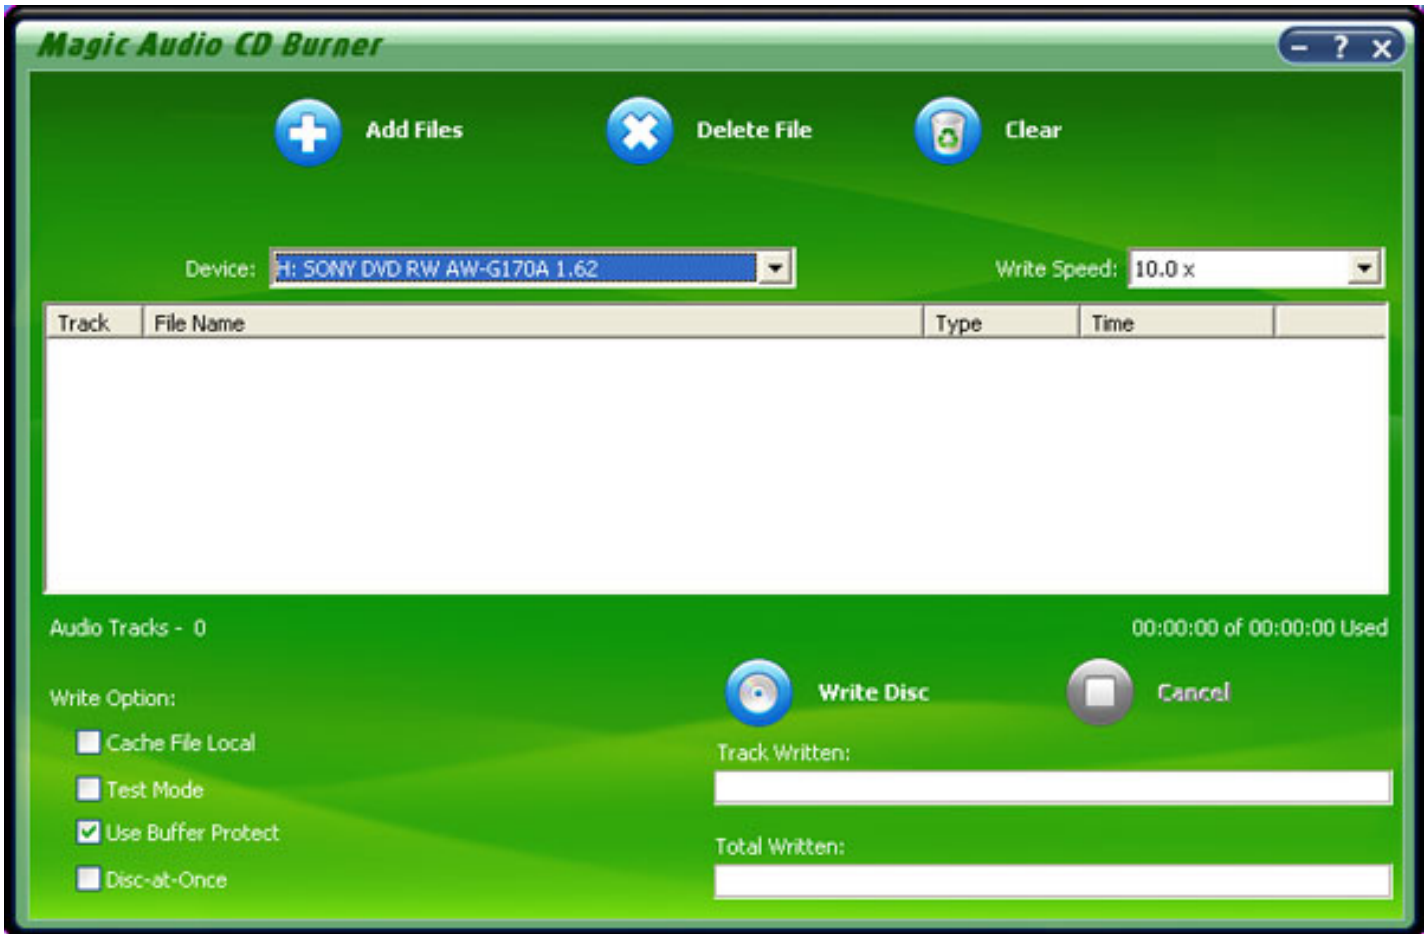 Magic Audio CD Burner
Add Files Delete File Clear
Device: H: SONY DVD RW AW-G170A 1.62 Write Speed: 10.0 x
Track File Name Type Time
Audio Tracks - 0 00:00:00 of 00:00:00 Used
Write Option: Write Disc Cancel
Cache File Local
Track Written:
Test Mode
Use Buffer Protect
Total Written:
Disc-at-Once